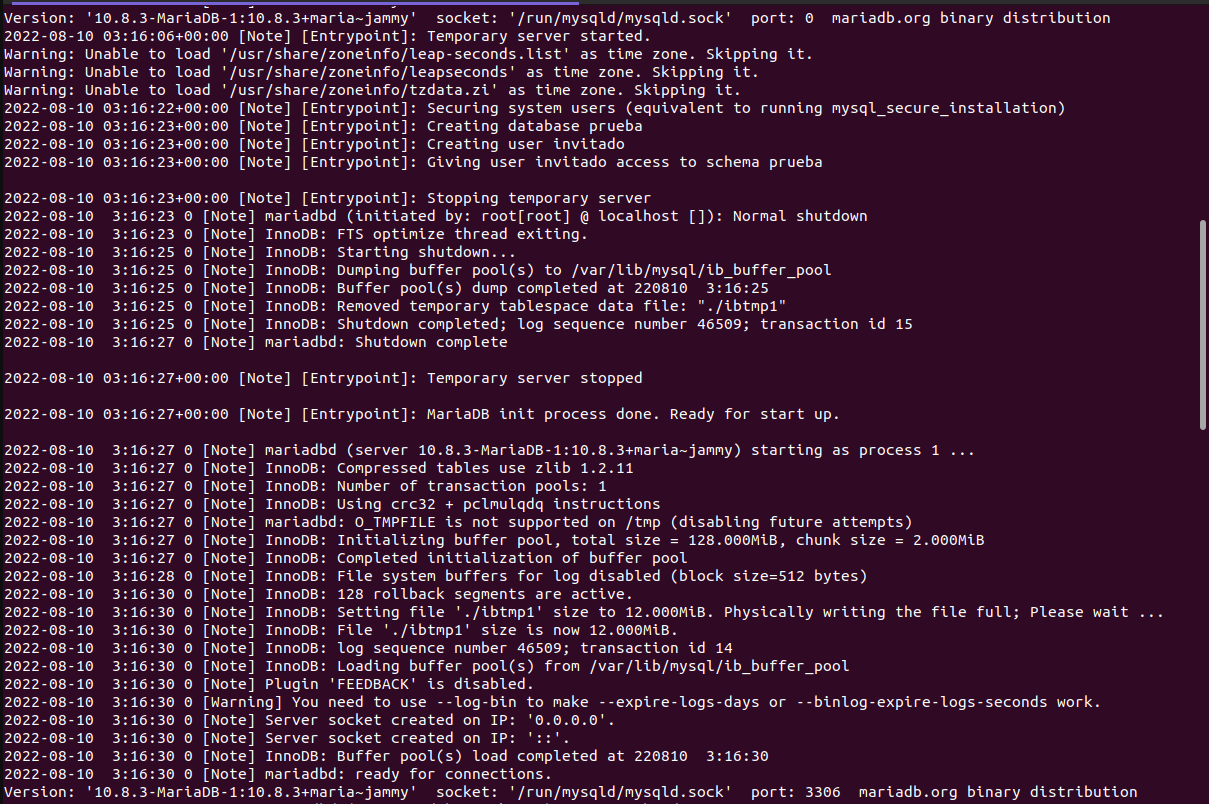 Version: '10.8.3-MariaDB-1:10.8.3+maria~jammy'  socket: '/run/mysqld/mysqld.sock'  port: 0  mariadb.org binary distribution
2022-08-10 03:16:06+00:00 [Note] [Entrypoint]: Temporary server started.
Warning: Unable to load '/usr/share/zoneinfo/leap-seconds.list' as time zone. Skipping it.
Warning: Unable to load '/usr/share/zoneinfo/leapseconds' as time zone. Skipping it.
Warning: Unable to load '/usr/share/zoneinfo/tzdata.zi' as time zone. Skipping it.
2022-08-10 03:16:22+00:00 [Note] [Entrypoint]: Securing system users (equivalent to running mysql_secure_installation)
2022-08-10 03:16:23+00:00 [Note] [Entrypoint]: Creating database prueba
2022-08-10 03:16:23+00:00 [Note] [Entrypoint]: Creating user invitado
2022-08-10 03:16:23+00:00 [Note] [Entrypoint]: Giving user invitado access to schema prueba
2022-08-10 03:16:23+00:00 [Note] [Entrypoint]: Stopping temporary server
2022-08-10  3:16:23 0 [Note] mariadbd (initiated by: root[root] @ localhost []): Normal shutdown
2022-08-10  3:16:23 0 [Note] InnoDB: FTS optimize thread exiting.
2022-08-10  3:16:25 0 [Note] InnoDB: Starting shutdown...
2022-08-10  3:16:25 0 [Note] InnoDB: Dumping buffer pool(s) to /var/lib/mysql/ib_buffer_pool
2022-08-10  3:16:25 0 [Note] InnoDB: Buffer pool(s) dump completed at 220810  3:16:25
2022-08-10  3:16:25 0 [Note] InnoDB: Removed temporary tablespace data file: "./ibtmp1"
2022-08-10  3:16:25 0 [Note] InnoDB: Shutdown completed; log sequence number 46509; transaction id 15
2022-08-10  3:16:27 0 [Note] mariadbd: Shutdown complete
2022-08-10 03:16:27+00:00 [Note] [Entrypoint]: Temporary server stopped
2022-08-10 03:16:27+00:00 [Note] [Entrypoint]: MariaDB init process done. Ready for start up.
2022-08-10  3:16:27 0 [Note] mariadbd (server 10.8.3-MariaDB-1:10.8.3+maria~jammy) starting as process 1 ...
2022-08-10  3:16:27 0 [Note] InnoDB: Compressed tables use zlib 1.2.11
2022-08-10  3:16:27 0 [Note] InnoDB: Number of transaction pools: 1
2022-08-10  3:16:27 0 [Note] InnoDB: Using crc32 + pclmulqdq instructions
2022-08-10  3:16:27 0 [Note] mariadbd: O_TMPFILE is not supported on /tmp (disabling future attempts)
2022-08-10  3:16:27 0 [Note] InnoDB: Initializing buffer pool, total size = 128.000MiB, chunk size = 2.000MiB
2022-08-10  3:16:27 0 [Note] InnoDB: Completed initialization of buffer pool
2022-08-10  3:16:28 0 [Note] InnoDB: File system buffers for log disabled (block size=512 bytes)
2022-08-10  3:16:30 0 [Note] InnoDB: 128 rollback segments are active.
2022-08-10  3:16:30 0 [Note] InnoDB: Setting file './ibtmp1' size to 12.000MiB. Physically writing the file full; Please wait ...
2022-08-10  3:16:30 0 [Note] InnoDB: File './ibtmp1' size is now 12.000MiB.
2022-08-10  3:16:30 0 [Note] InnoDB: log sequence number 46509; transaction id 14
2022-08-10  3:16:30 0 [Note] InnoDB: Loading buffer pool(s) from /var/lib/mysql/ib_buffer_pool
2022-08-10  3:16:30 0 [Note] Plugin 'FEEDBACK' is disabled.
2022-08-10  3:16:30 0 [Warning] You need to use --log-bin to make --expire-logs-days or --binlog-expire-logs-seconds work.
2022-08-10  3:16:30 0 [Note] Server socket created on IP: '0.0.0.0'.
2022-08-10  3:16:30 0 [Note] Server socket created on IP: '::'.
2022-08-10  3:16:30 0 [Note] InnoDB: Buffer pool(s) load completed at 220810  3:16:30
2022-08-10  3:16:30 0 [Note] mariadbd: ready for connections.
Version: '10.8.3-MariaDB-1:10.8.3+maria~jammy'  socket: '/run/mysqld/mysqld.sock'  port: 3306  mariadb.org binary distribution